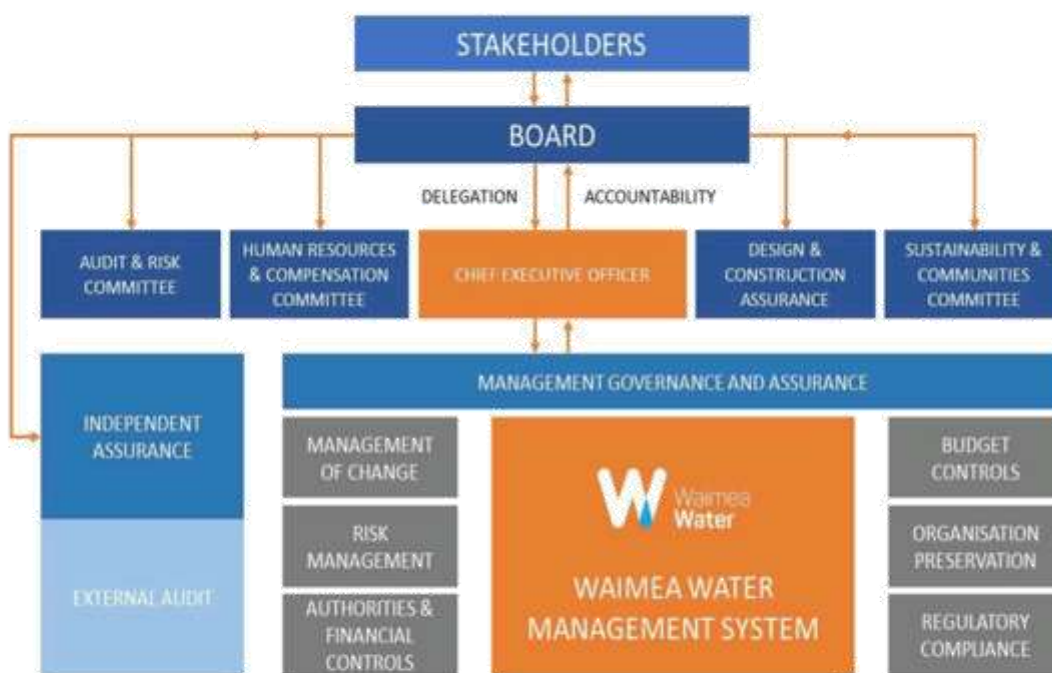 STAKEHOLDERS
BOARD
DELEGATION
ACCOUNTABILITY
AUDIT & RISK
COMMITTEE
HUMAN RESOURCES
& COMPENSATION
COMMITTEE
CHIEF EXECUTIVE OFFICER
DESIGN &
CONSTRUCTION
ASSURANCE
SUSTAINABILITY &
COMMUNITIES
COMMITTEE
MANAGEMENT GOVERNANCE AND ASSURANCE
INDEPENDENT
ASSURANCE
EXTERNAL AUDIT
MANAGEMENT
OF CHANGE
RISK
MANAGEMENT
AUTHORITIES &
FINANCIAL
CONTROLS
Waimea
Water
WAIMEA WATER
MANAGEMENT SYSTEM
BUDGET
CONTROLS
ORGANISATION
PRESERVATION
REGULATORY
COMPLIANCE